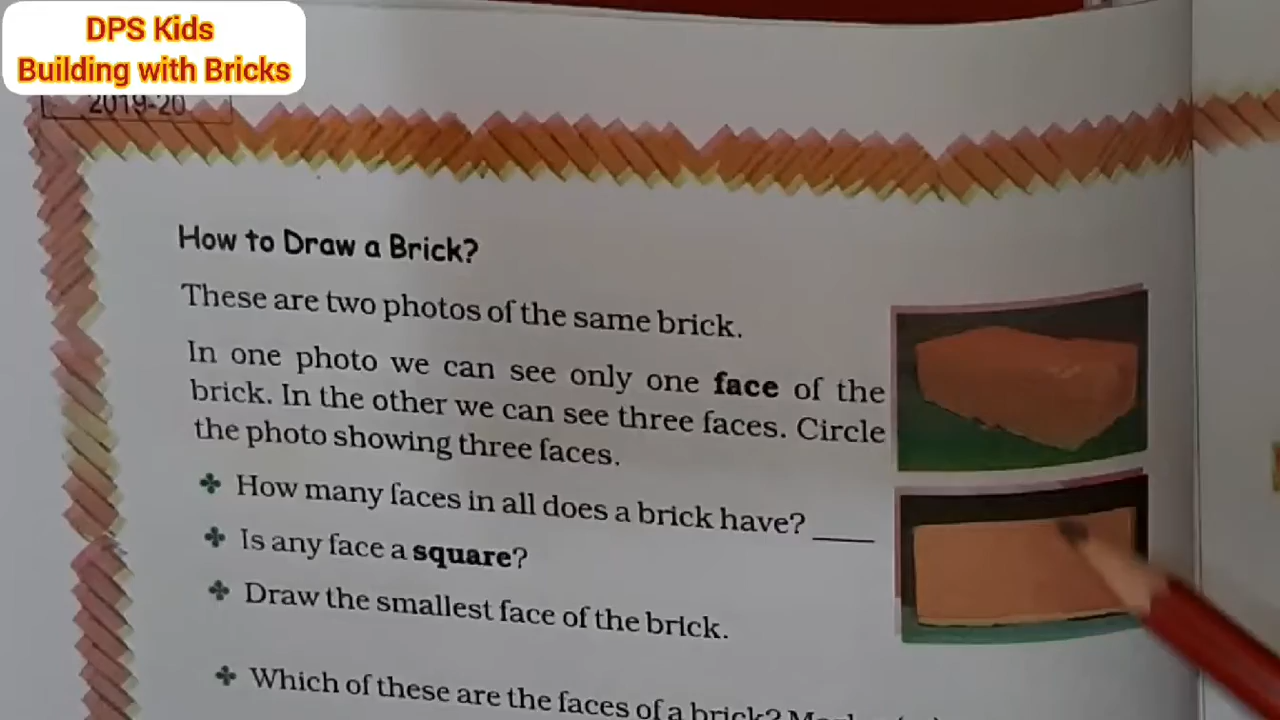 DPS Kids
Building with Bricks
2019-20
How to Draw a Brick?
These are two photos of the same brick.
In one photo we can see only one face of the
brick. In the other we can see three faces. Circle
the photo showing three faces.
How many faces in all does a brick have? ____
Is any face a square?
Draw the smallest face of the brick.
Which of these are the faces of a brick?